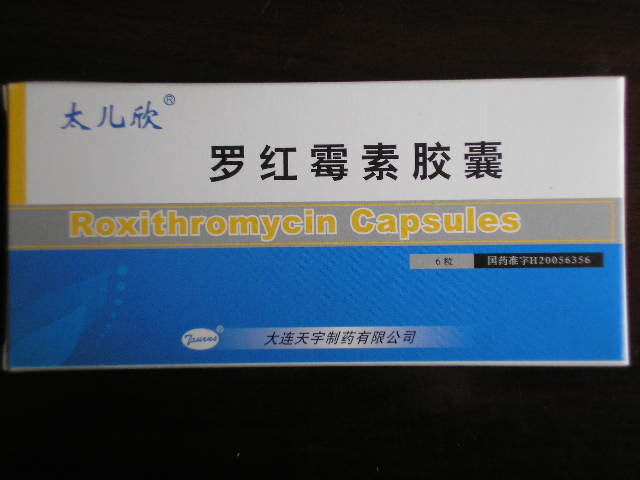 太儿欣®
罗红霉素胶囊
Roxithromycin Capsules
6粒 国药准字H20056356
Taurus® 大连天宇制药有限公司